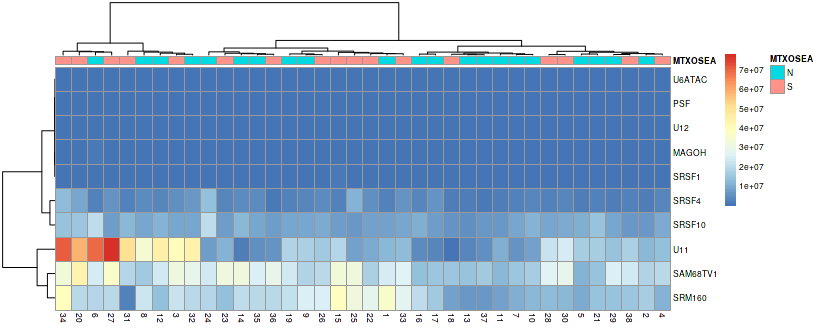 MTXOSEA
U6ATAC
PSF
U12
MAGOH
SRSF1
SRSF4
SRSF10
U11
SAM68TV1
SRM160
34 20 6 27 31 8 12 3 32 24 23 14 35 36 19 9 26 15 25 22 1 33 16 17 18 13 37 11 7 10 28 30 5 21 29 38 2 4
7e+07
6e+07
5e+07
4e+07
3e+07
2e+07
1e+07
MTXOSEA
N
S